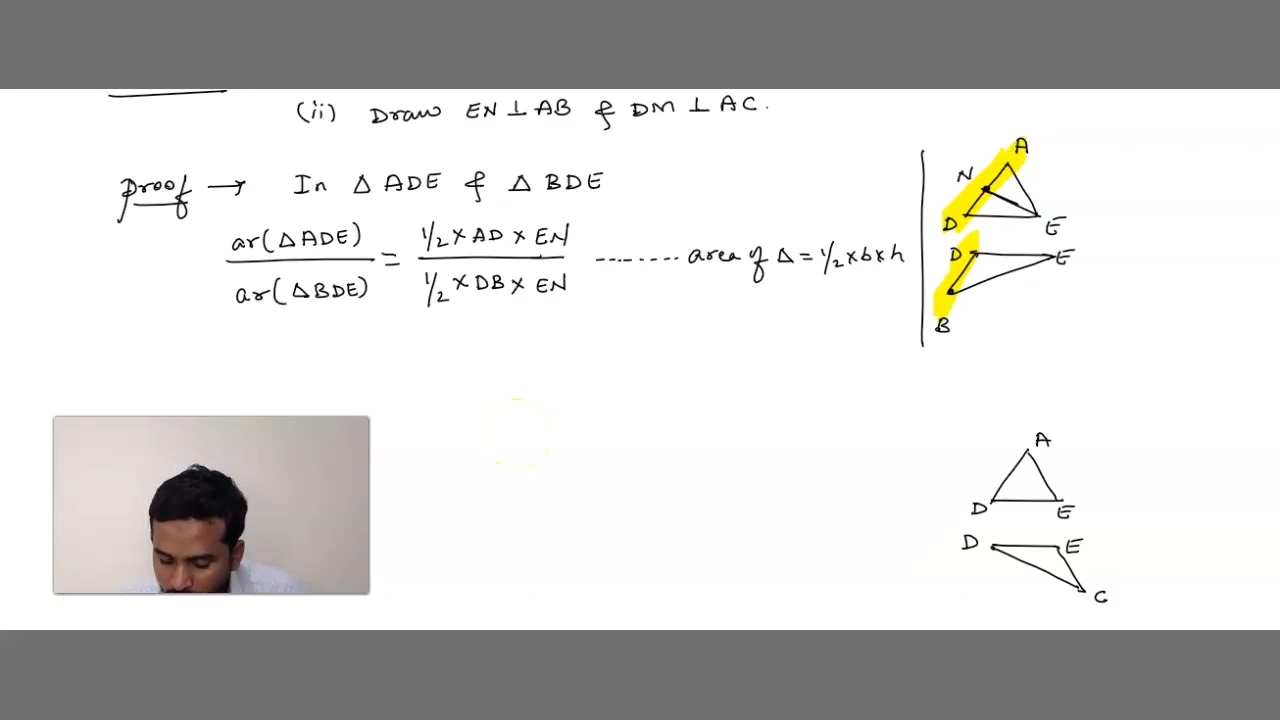 (ii) Draw EN ⊥ AB & DM ⊥ AC.
Proof → In △ ADE & △ BDE
ar(△ADE) / ar(△BDE) = 1/2 × AD × EN / 1/2 × DB × EN ........ area of △ = 1/2 × b × h
A
N
D E
D E
B
A
D E
D E
C